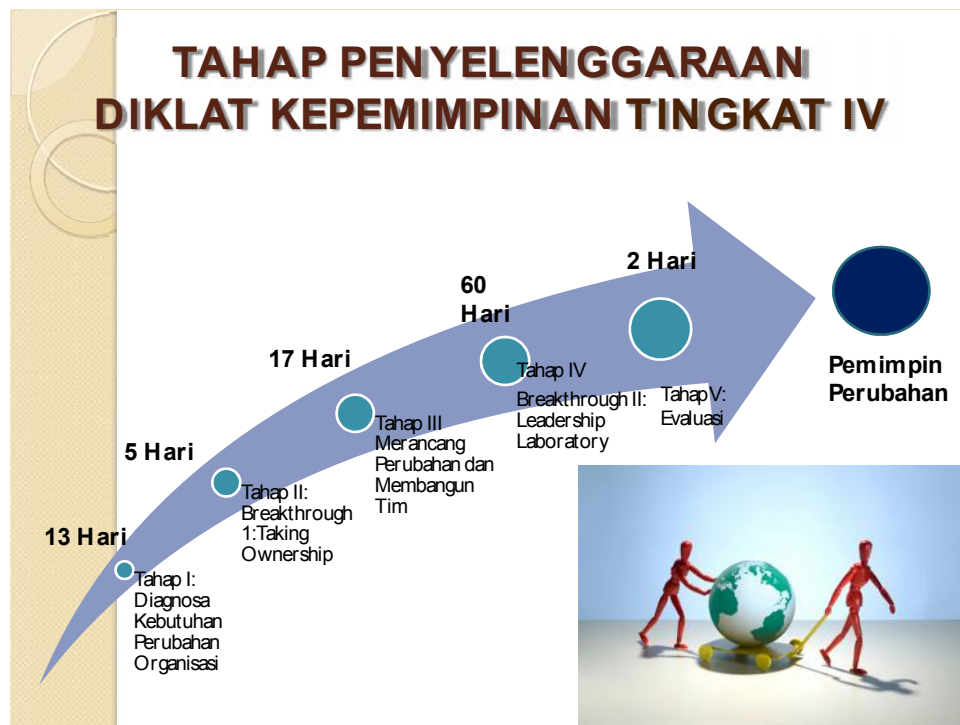 TAHAP PENYELENGGARAAN
DIKLAT KEPEMIMPINAN TINGKAT IV
13 Hari
Tahap I:
Diagnosa
Kebutuhan
Perubahan
Organisasi
5 Hari
Tahap II:
Breakthrough
1:Taking
Ownership
17 Hari
Tahap III
Merancang
Perubahan dan
Membangun
Tim
60
Hari
Tahap IV
Breakthrough II:
Leadership
Laboratory
2 Hari
Tahap V:
Evaluasi
Pemimpin
Perubahan